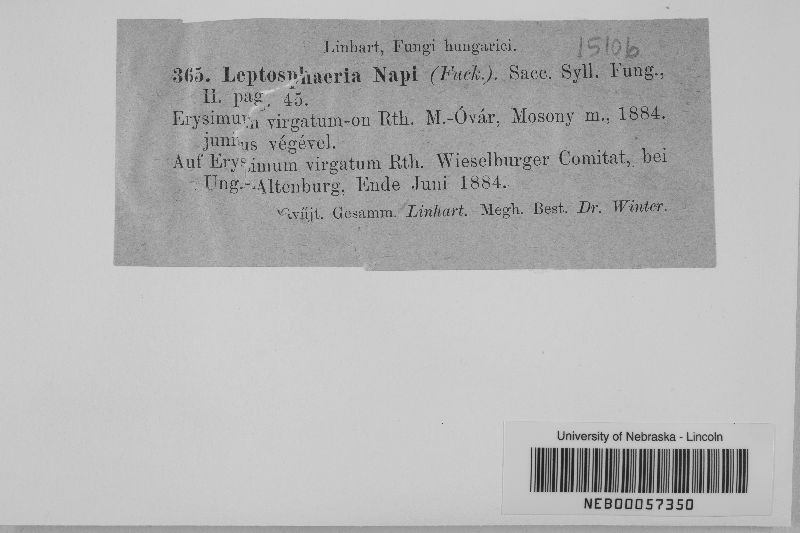 Linhart, Fungi hungarici. 15106
365. Leptosphaeria Napi (Fuck.). Sacc. Syll. Fung.,
II. pag. 45.
Erysimum virgatum-on Rth. M.-Óvár, Mosony m., 1884.
junius végével.
Auf Erysimum virgatum Rth. Wieselburger Comitat, bei
Ung.-Altenburg, Ende Juni 1884.
Gyüjt. Gesamm. Linhart. Megh. Best. Dr. Winter.
University of Nebraska - Lincoln
NEB00057350